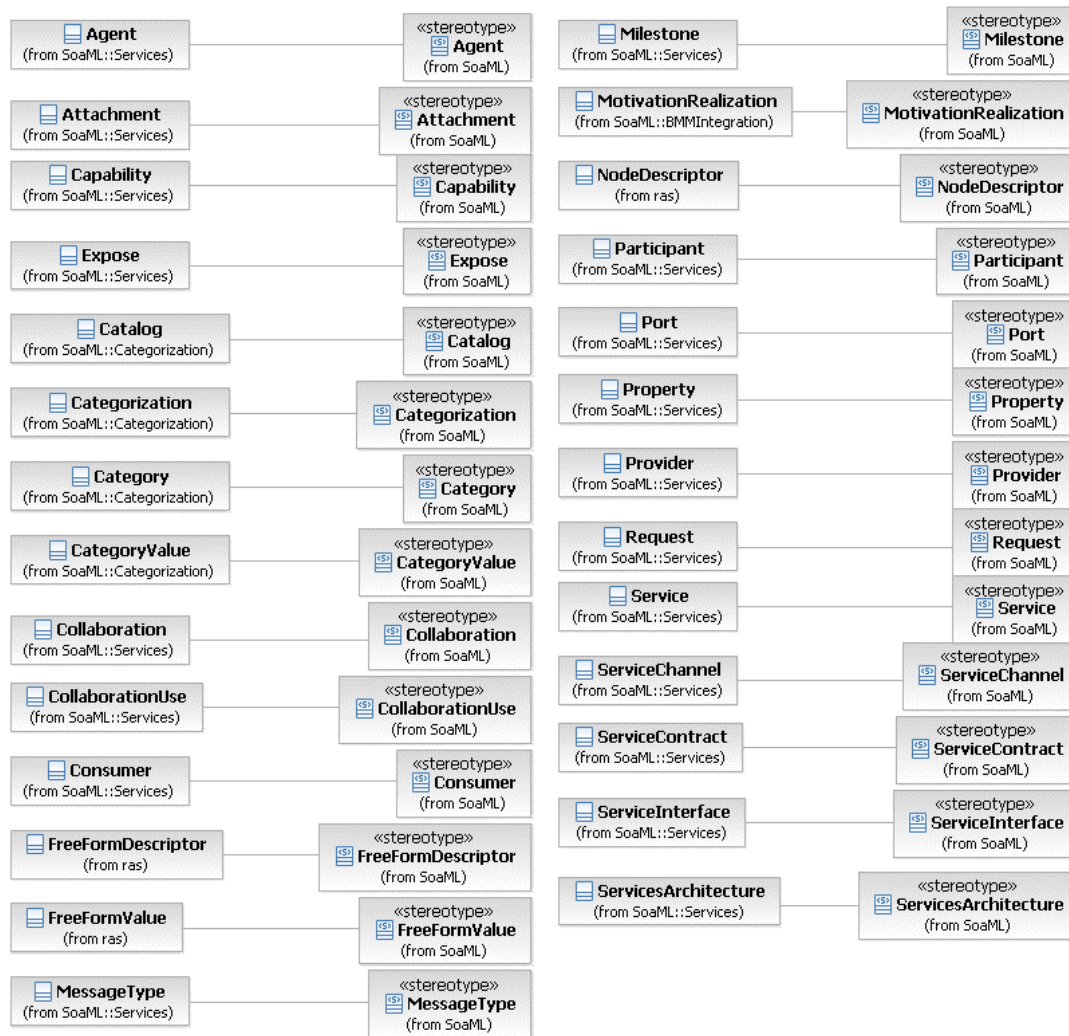 Agent
(from SoaML::Services)
«stereotype»
Agent
(from SoaML)
Attachment
(from SoaML::Services)
«stereotype»
Attachment
(from SoaML)
Capability
(from SoaML::Services)
«stereotype»
Capability
(from SoaML)
Expose
(from SoaML::Services)
«stereotype»
Expose
(from SoaML)
Catalog
(from SoaML::Categorization)
«stereotype»
Catalog
(from SoaML)
Categorization
(from SoaML::Categorization)
«stereotype»
Categorization
(from SoaML)
Category
(from SoaML::Categorization)
«stereotype»
Category
(from SoaML)
CategoryValue
(from SoaML::Categorization)
«stereotype»
CategoryValue
(from SoaML)
Collaboration
(from SoaML::Services)
«stereotype»
Collaboration
(from SoaML)
CollaborationUse
(from SoaML::Services)
«stereotype»
CollaborationUse
(from SoaML)
Consumer
(from SoaML::Services)
«stereotype»
Consumer
(from SoaML)
FreeFormDescriptor
(from ras)
«stereotype»
FreeFormDescriptor
(from SoaML)
FreeFormValue
(from ras)
«stereotype»
FreeFormValue
(from SoaML)
MessageType
(from SoaML::Services)
«stereotype»
MessageType
(from SoaML)
Milestone
(from SoaML::Services)
«stereotype»
Milestone
(from SoaML)
MotivationRealization
(from SoaML::BMMIntegration)
«stereotype»
MotivationRealization
(from SoaML)
NodeDescriptor
(from ras)
«stereotype»
NodeDescriptor
(from SoaML)
Participant
(from SoaML::Services)
«stereotype»
Participant
(from SoaML)
Port
(from SoaML::Services)
«stereotype»
Port
(from SoaML)
Property
(from SoaML::Services)
«stereotype»
Property
(from SoaML)
Provider
(from SoaML::Services)
«stereotype»
Provider
(from SoaML)
Request
(from SoaML::Services)
«stereotype»
Request
(from SoaML)
Service
(from SoaML::Services)
«stereotype»
Service
(from SoaML)
ServiceChannel
(from SoaML::Services)
«stereotype»
ServiceChannel
(from SoaML)
ServiceContract
(from SoaML::Services)
«stereotype»
ServiceContract
(from SoaML)
ServiceInterface
(from SoaML::Services)
«stereotype»
ServiceInterface
(from SoaML)
ServicesArchitecture
(from SoaML::Services)
«stereotype»
ServicesArchitecture
(from SoaML)